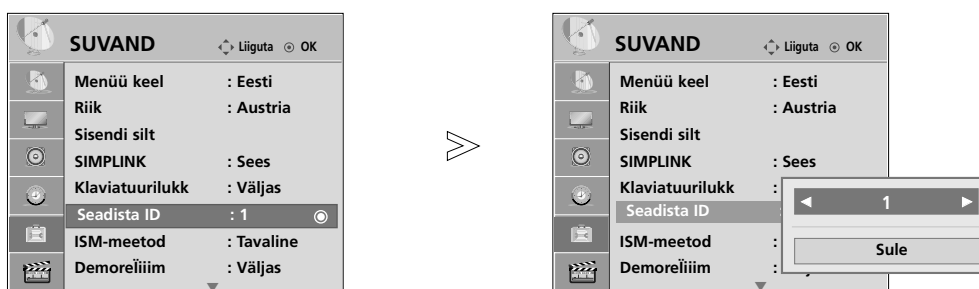 SUVAND Liiguta OK
Menüü keel : Eesti
Riik : Austria
Sisendi silt
SIMPLINK : Sees
Klaviatuurilukk : Väljas
Seadista ID : 1
ISM-meetod : Tavaline
DemoreÏiiim : Väljas
SUVAND Liiguta OK
Menüü keel : Eesti
Riik : Austria
Sisendi silt
SIMPLINK : Sees
Klaviatuurilukk :
Seadista ID
ISM-meetod :
DemoreÏiiim :
1
Sule